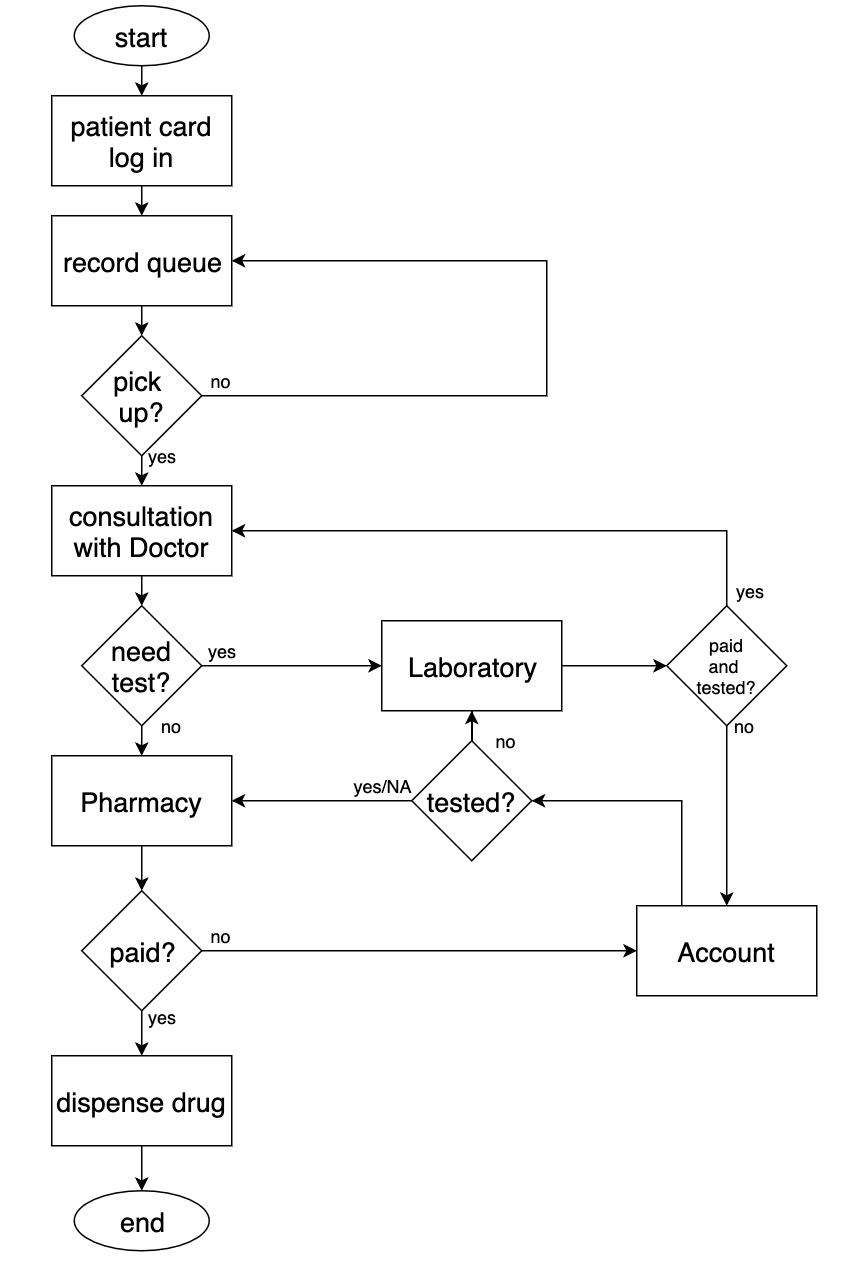 start
patient card
log in
record queue
pick
up?
no
yes
consultation
with Doctor
need
test?
yes
no
Laboratory
paid
and
tested?
yes
no
tested?
no
yes/NA
Pharmacy
paid?
no
yes
Account
dispense drug
end